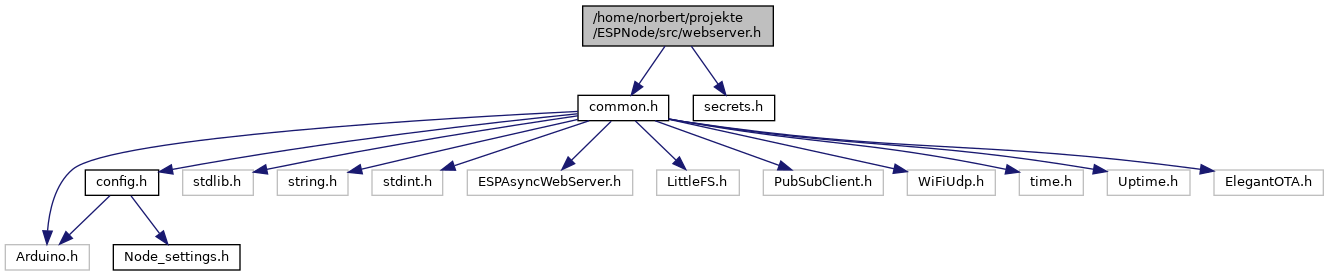 /home/norbert/projekte
/ESPNode/src/webserver.h
common.h
secrets.h
config.h
stdlib.h
string.h
stdint.h
ESPAsyncWebServer.h
LittleFS.h
PubSubClient.h
WiFiUdp.h
time.h
Uptime.h
ElegantOTA.h
Arduino.h
Node_settings.h